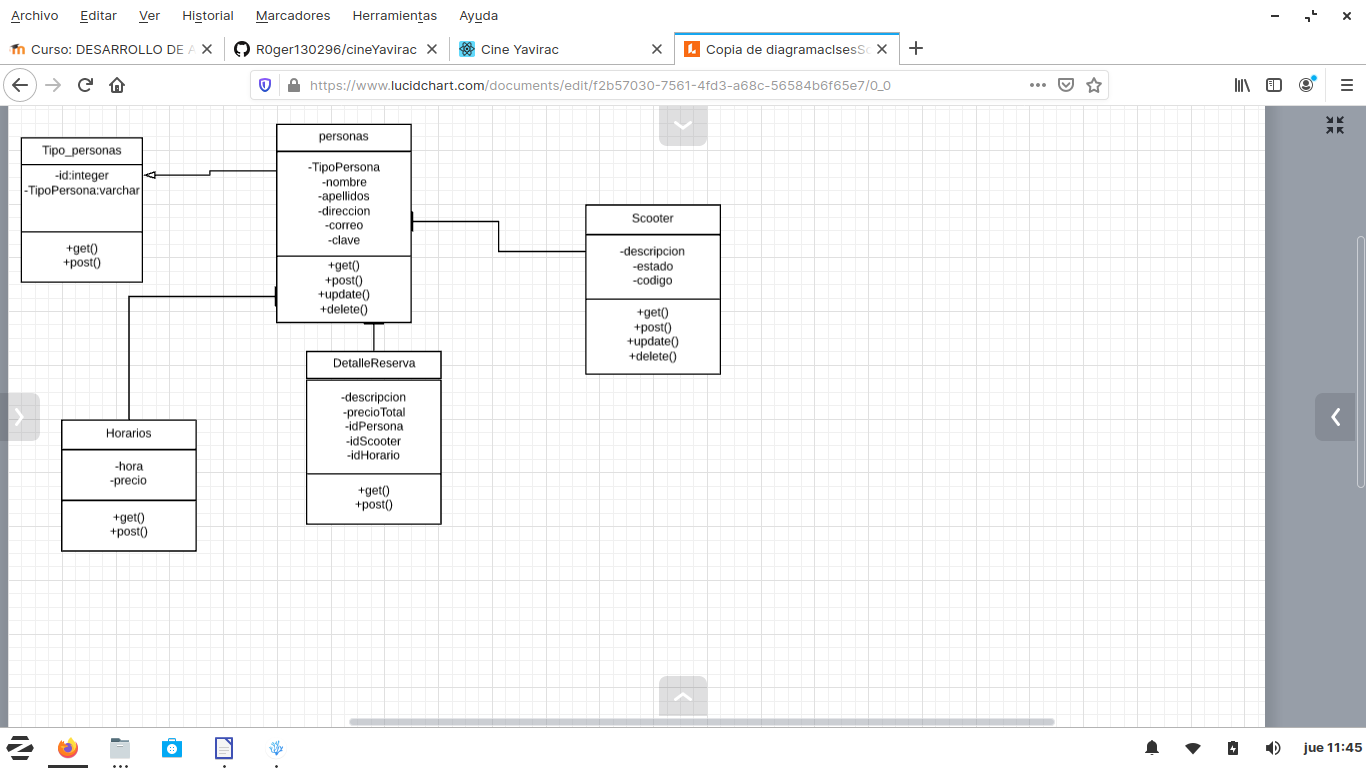 Archivo Editar Ver Historial Marcadores Herramientas Ayuda
Curso: DESARROLLO DE A
R0ger130296/cineYavirac
Cine Yavirac
Copia de diagramaclsesSc
https://www.lucidchart.com/documents/edit/f2b57030-7561-4fd3-a68c-56584b6f65e7/0_0
Tipo_personas
-id:integer
-TipoPersona:varchar
+get()
+post()
personas
-TipoPersona
-nombre
-apellidos
-direccion
-correo
-clave
+get()
+post()
+update()
+delete()
Scooter
-descripcion
-estado
-codigo
+get()
+post()
+update()
+delete()
DetalleReserva
-descripcion
-precioTotal
-idPersona
-idScooter
-idHorario
+get()
+post()
Horarios
-hora
-precio
+get()
+post()
jue 11:45